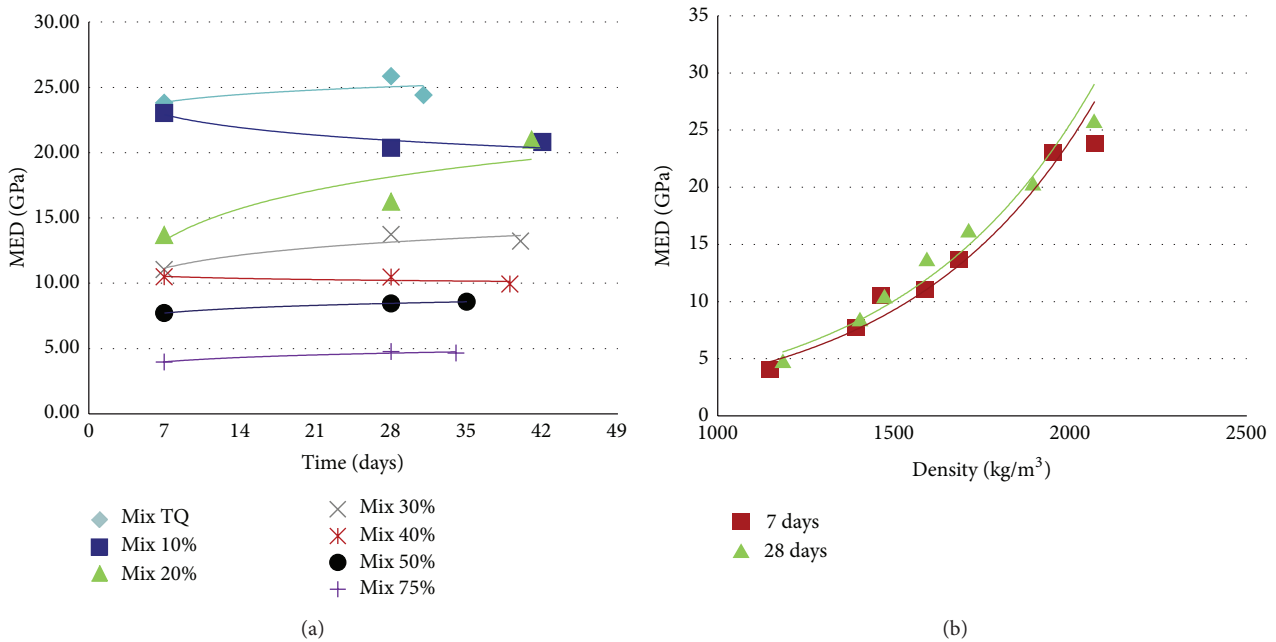 30.00
25.00
20.00
15.00
10.00
5.00
0.00
MED (GPa)
0 7 14 21 28 35 42 49
Time (days)
Mix TQ
Mix 10%
Mix 20%
Mix 30%
Mix 40%
Mix 50%
Mix 75%
(a)
35
30
25
20
15
10
5
0
MED (GPa)
1000 1500 2000 2500
Density (kg/m³)
7 days
28 days
(b)